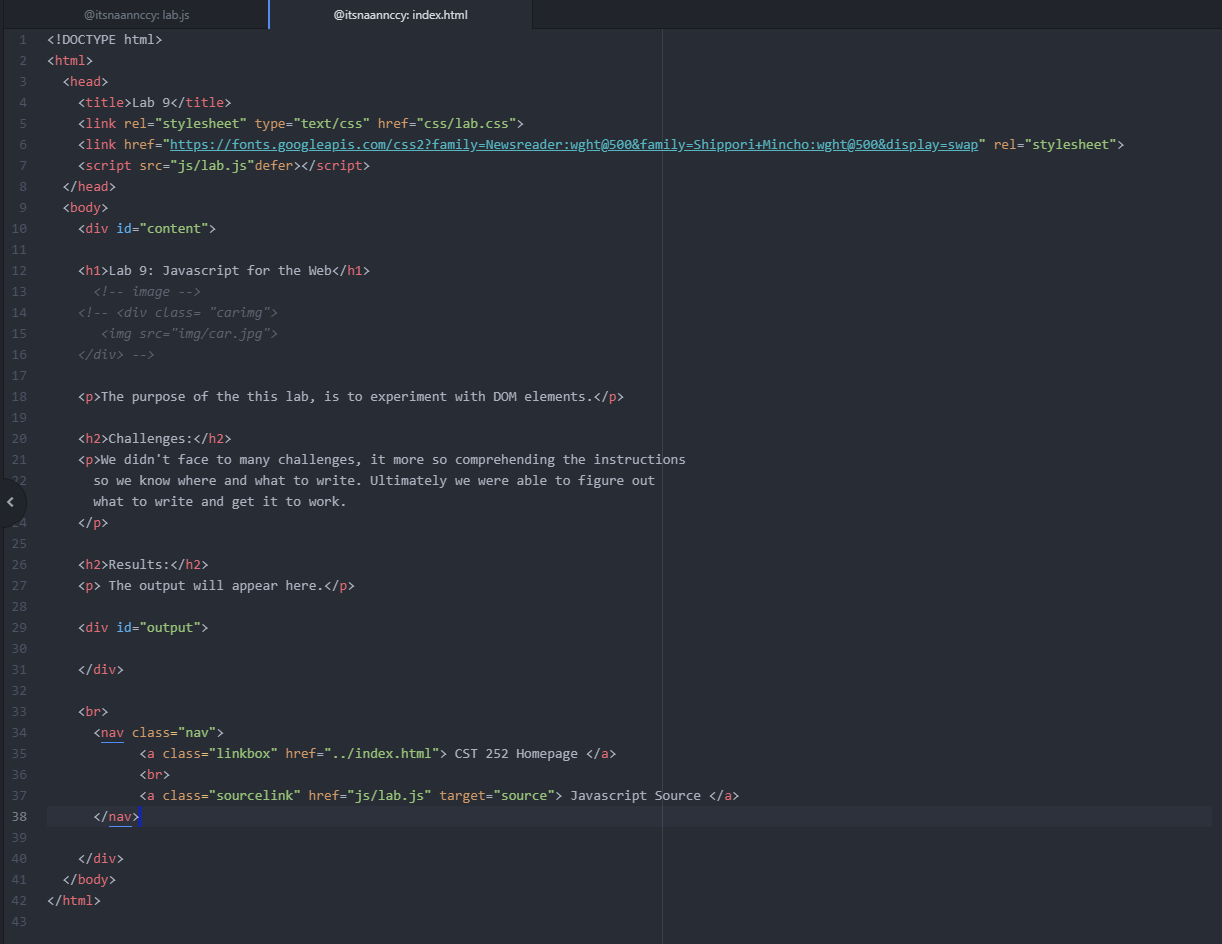 @itsnaannccy: lab.js
@itsnaannccy: index.html
1 <!DOCTYPE html>
2 <html>
3 <head>
4 <title>Lab 9</title>
5 <link rel="stylesheet" type="text/css" href="css/lab.css">
6 <link href="https://fonts.googleapis.com/css2?family=Newsreader:wght@500&family=Shippori+Mincho:wght@500&display=swap" rel="stylesheet">
7 <script src="js/lab.js"defer></script>
8 </head>
9 <body>
10 <div id="content">
11
12 <h1>Lab 9: Javascript for the Web</h1>
13 <!-- image -->
14 <!-- <div class= "carimg">
15 <img src="img/car.jpg">
16 </div> -->
17
18 <p>The purpose of the this lab, is to experiment with DOM elements.</p>
19
20 <h2>Challenges:</h2>
21 <p>We didn't face to many challenges, it more so comprehending the instructions
22 so we know where and what to write. Ultimately we were able to figure out
what to write and get it to work.
24 </p>
25
26 <h2>Results:</h2>
27 <p> The output will appear here.</p>
28
29 <div id="output">
30
31 </div>
32
33 <br>
34 <nav class="nav">
35 <a class="linkbox" href="../index.html"> CST 252 Homepage </a>
36 <br>
37 <a class="sourcelink" href="js/lab.js" target="source"> Javascript Source </a>
38 </nav>
39
40 </div>
41 </body>
42 </html>
43